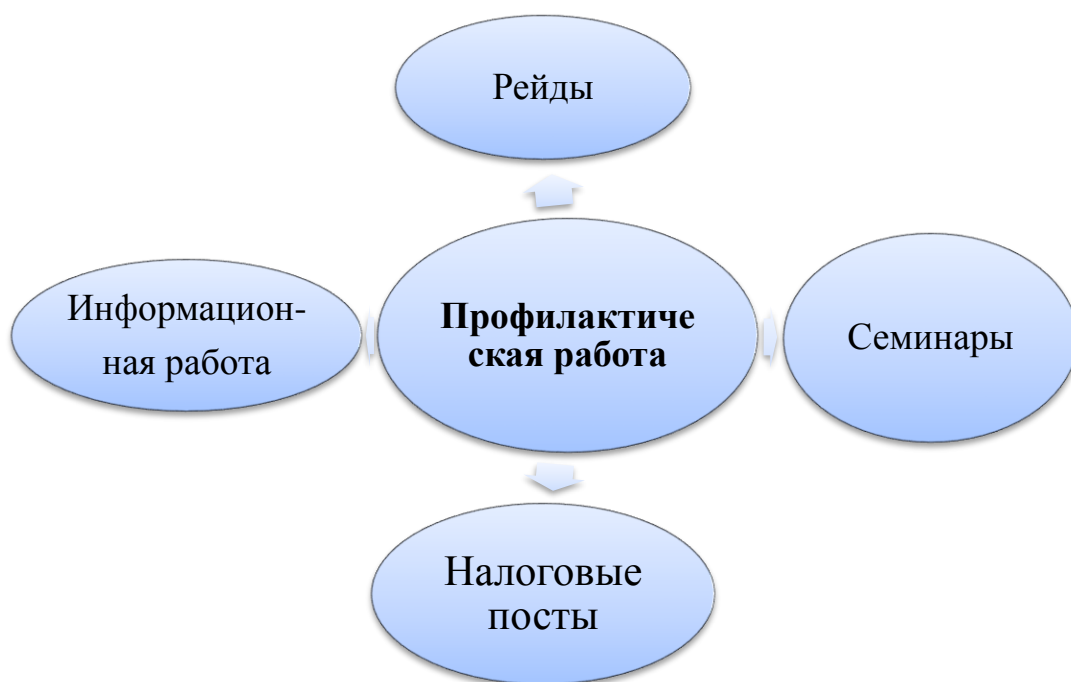 Рейды
Информацион-
ная работа
Профилактиче
ская работа
Семинары
Налоговые
посты